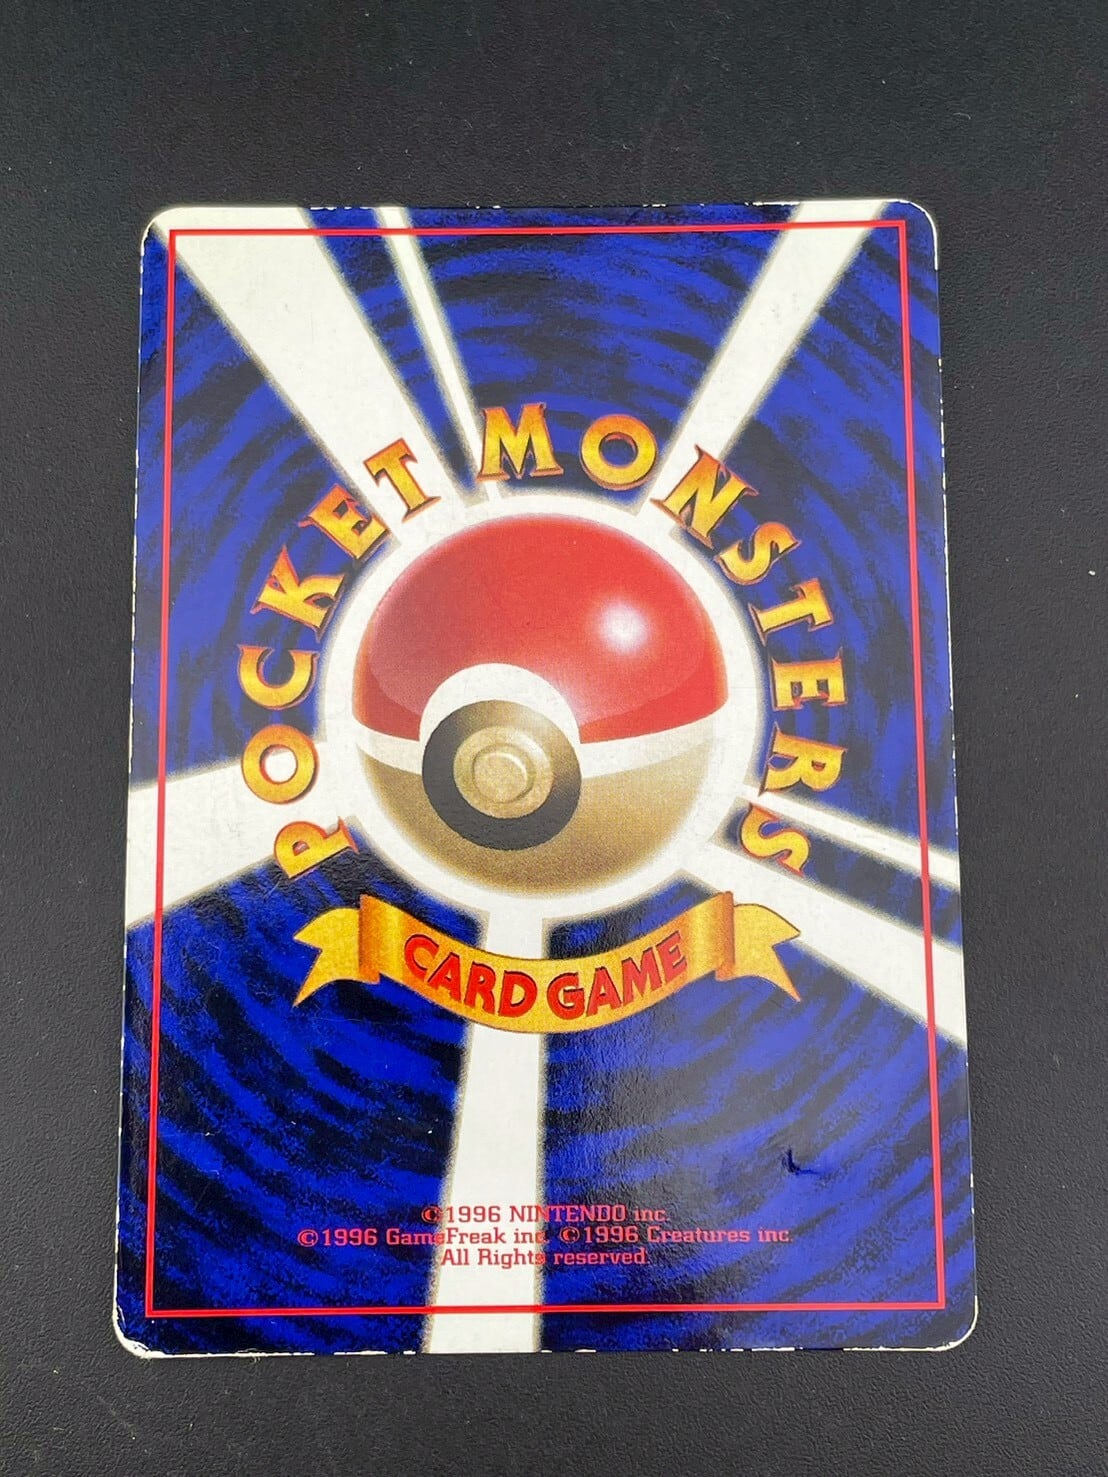 POCKET MONSTERS
CARD GAME
©1996 NINTENDO inc.
©1996 GameFreak inc. ©1996 Creatures inc.
All Rights reserved.